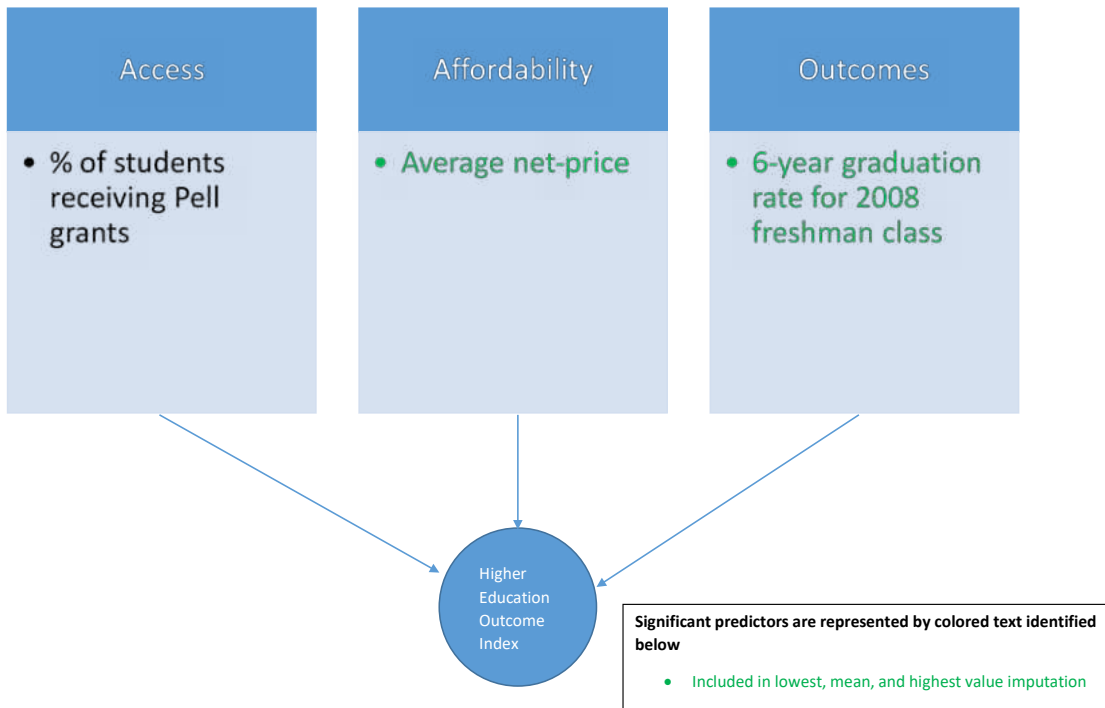 Access
Affordability
Outcomes
• % of students
receiving Pell
grants
• Average net-price
• 6-year graduation
rate for 2008
freshman class
Higher
Education
Outcome
Index
Significant predictors are represented by colored text identified
below
• Included in lowest, mean, and highest value imputation